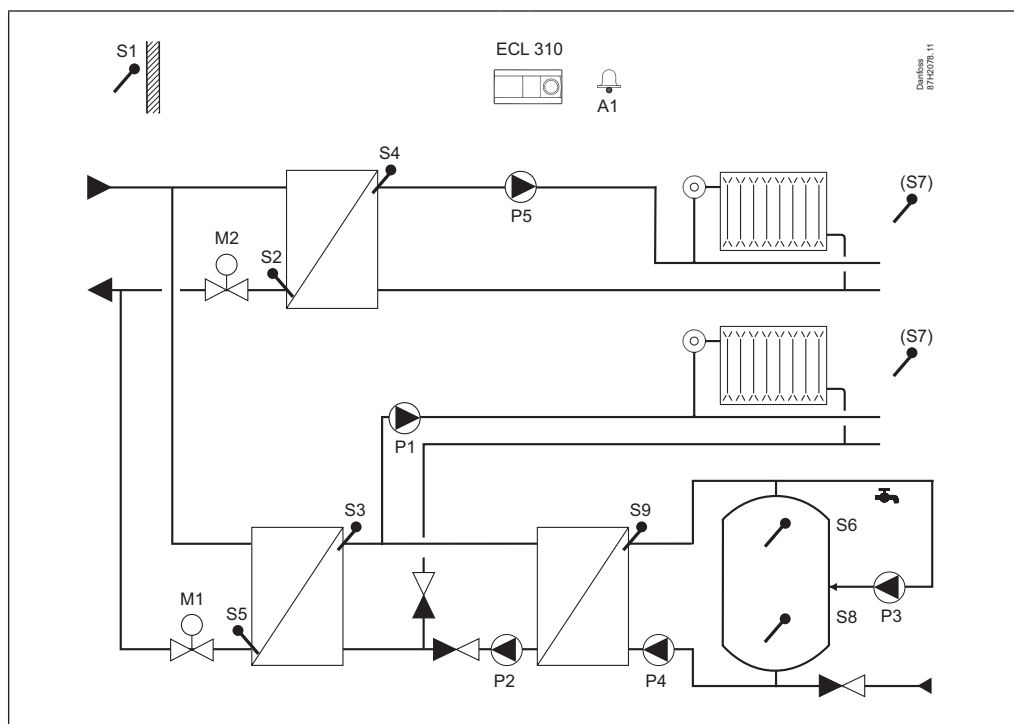 S1
ECL 310
A1
Danfoss
87H2078.11
S4
P5
(S7)
M2
S2
(S7)
P1
S3
S9
S6
M1
S5
S8
P3
P2
P4